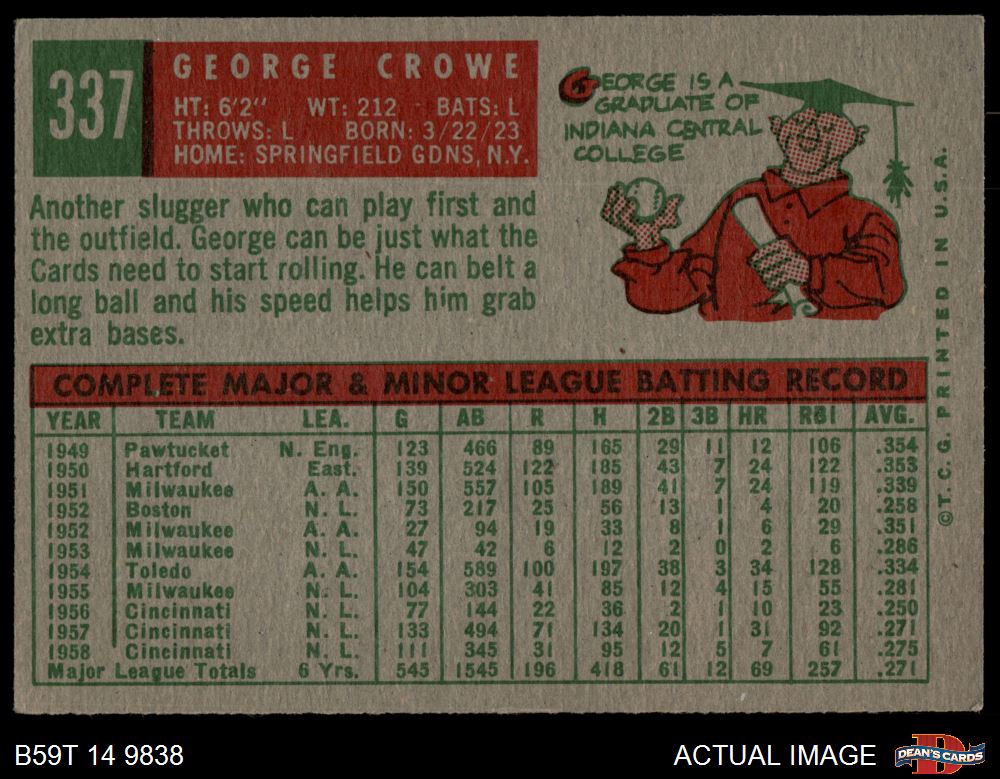 337
GEORGE CROWE
HT: 6'2" WT: 212 BATS: L
THROWS: L BORN: 3/22/23
HOME: SPRINGFIELD GDNS, N.Y.
GEORGE IS A
GRADUATE OF
INDIANA CENTRAL
COLLEGE
Another slugger who can play first and
the outfield. George can be just what the
Cards need to start rolling. He can belt a
long ball and his speed helps him grab
extra bases.
COMPLETE MAJOR & MINOR LEAGUE BATTING RECORD
YEAR TEAM LEA. G AB R H 2B 3B HR RBI AVG.
1949 Pawtucket N. Eng. 123 466 89 165 29 11 12 106 .354
1950 Hartford East. 139 524 122 185 43 7 24 122 .353
1951 Milwaukee A. A. 150 557 105 189 41 7 24 119 .339
1952 Boston N. L. 73 217 25 56 13 1 4 20 .258
1952 Milwaukee A. A. 27 94 19 33 8 1 6 29 .351
1953 Milwaukee N. L. 47 42 6 12 2 0 2 6 .286
1954 Toledo A. A. 154 589 100 197 38 3 34 128 .334
1955 Milwaukee N. L. 104 303 41 85 12 4 15 55 .281
1956 Cincinnati N. L. 77 144 22 36 2 1 10 23 .250
1957 Cincinnati N. L. 133 494 71 134 20 1 31 92 .271
1958 Cincinnati N. L. 111 345 31 95 12 5 7 61 .275
Major League Totals 6 Yrs. 545 1545 196 418 61 12 69 257 .271
©T. C. G. PRINTED IN U.S.A.
B59T 14 9838
ACTUAL IMAGE
DEAN'S CARDS